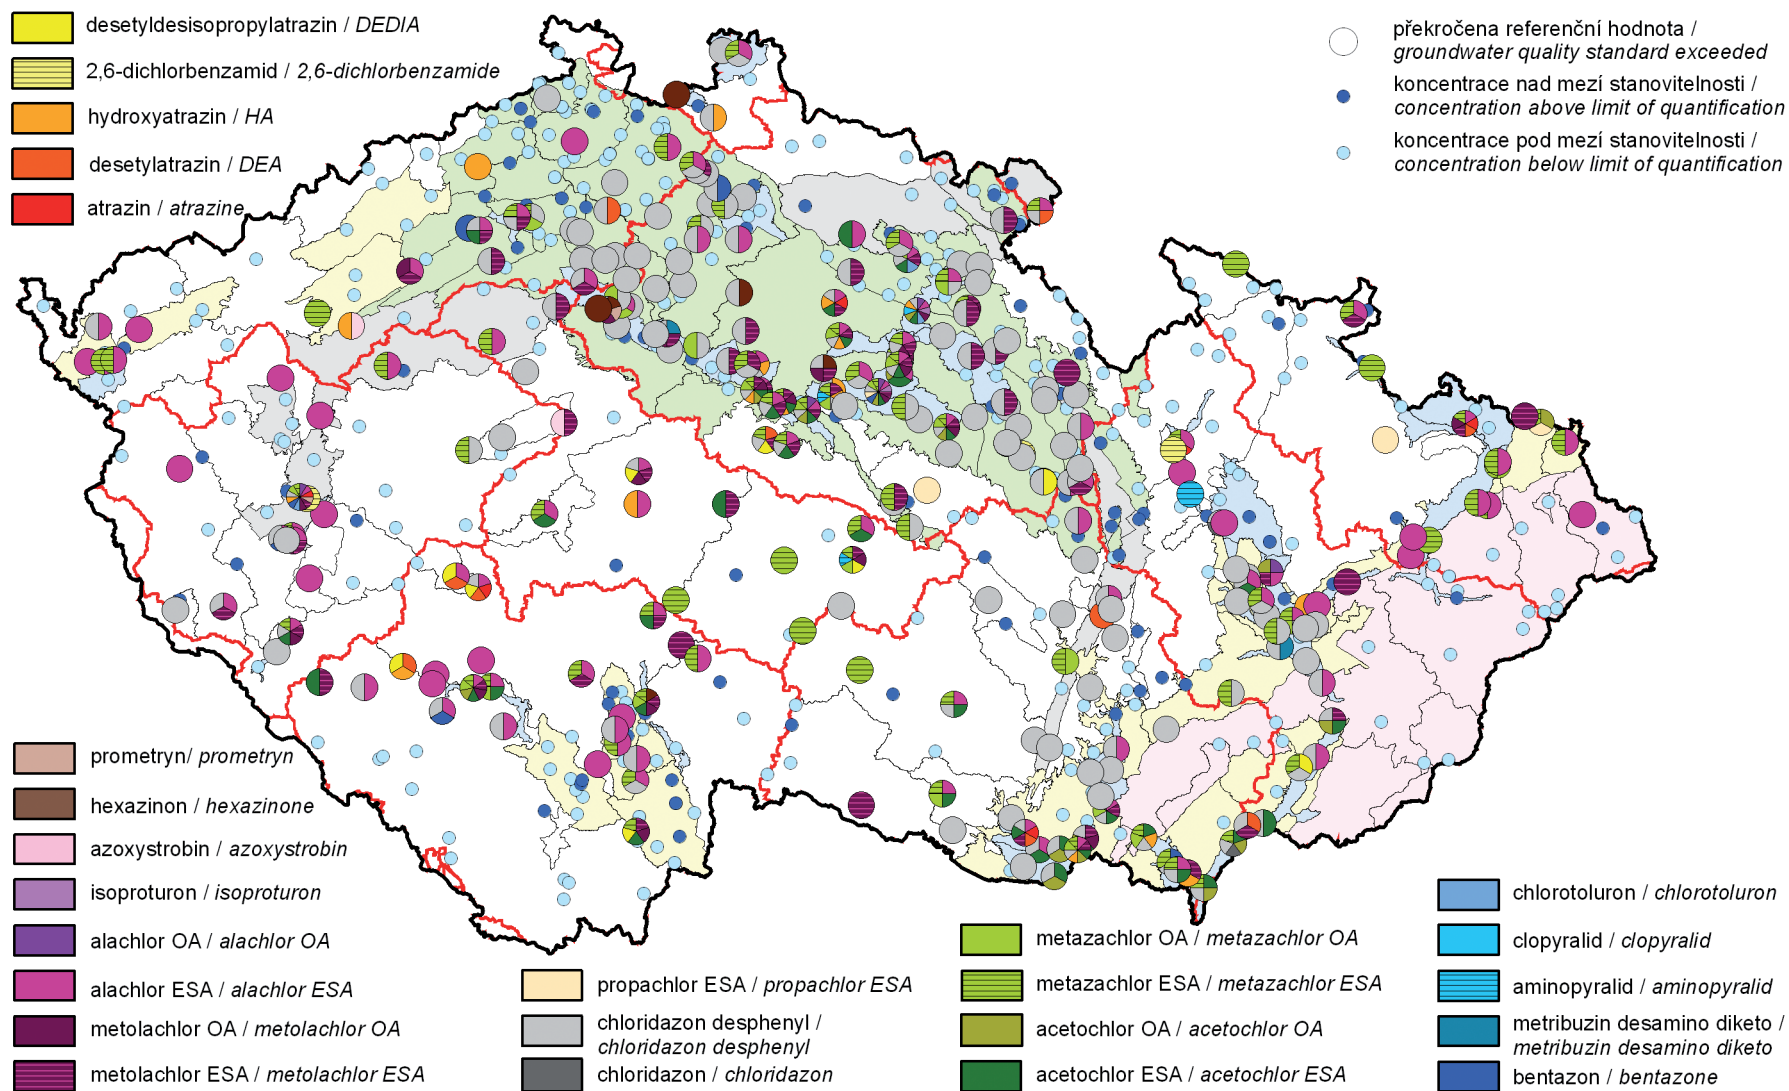 desetyldesisopropylatrazin / DEDIA
2,6-dichlorbenzamid / 2,6-dichlorbenzamide
hydroxyatrazin / HA
desetylatrazin / DEA
atrazin / atrazine
překročena referenční hodnota /
groundwater quality standard exceeded
koncentrace nad mezí stanovitelnosti /
concentration above limit of quantification
koncentrace pod mezí stanovitelnosti /
concentration below limit of quantification
prometryn/ prometryn
hexazinon / hexazinone
azoxystrobin / azoxystrobin
isoproturon / isoproturon
alachlor OA / alachlor OA
alachlor ESA / alachlor ESA
metolachlor OA / metolachlor OA
metolachlor ESA / metolachlor ESA
propachlor ESA / propachlor ESA
chloridazon desphenyl /
chloridazon desphenyl
chloridazon / chloridazon
metazachlor OA / metazachlor OA
metazachlor ESA / metazachlor ESA
acetochlor OA / acetochlor OA
acetochlor ESA / acetochlor ESA
chlorotoluron / chlorotoluron
clopyralid / clopyralid
aminopyralid / aminopyralid
metribuzin desamino diketo /
metribuzin desamino diketo
bentazon / bentazone